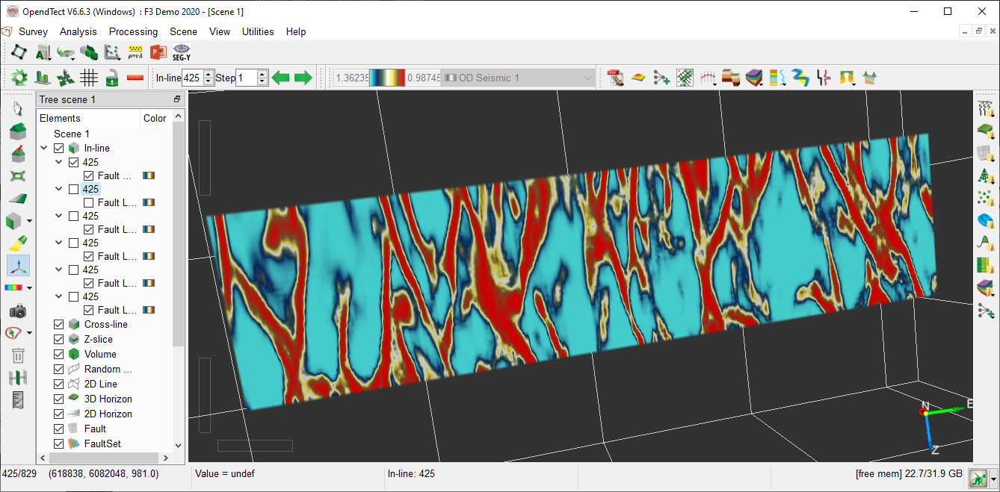 OpendTect V6.6.3 (Windows) : F3 Demo 2020 - [Scene 1]
Survey Analysis Processing Scene View Utilities Help
SEG-Y
In-line 425 Step 1 1.36235 0.98745 OD Seismic 1
Tree scene 1
Elements Color
Scene 1
In-line
425
Fault ...
425
Fault L...
425
Fault L...
425
Fault L...
425
Fault L...
425
Fault L...
Cross-line
Z-slice
Volume
Random ...
2D Line
3D Horizon
2D Horizon
Fault
FaultSet
N
E
Z
425/829 (618838, 6082048, 981.0) Value = undef In-line: 425 [free mem] 22.7/31.9 GB